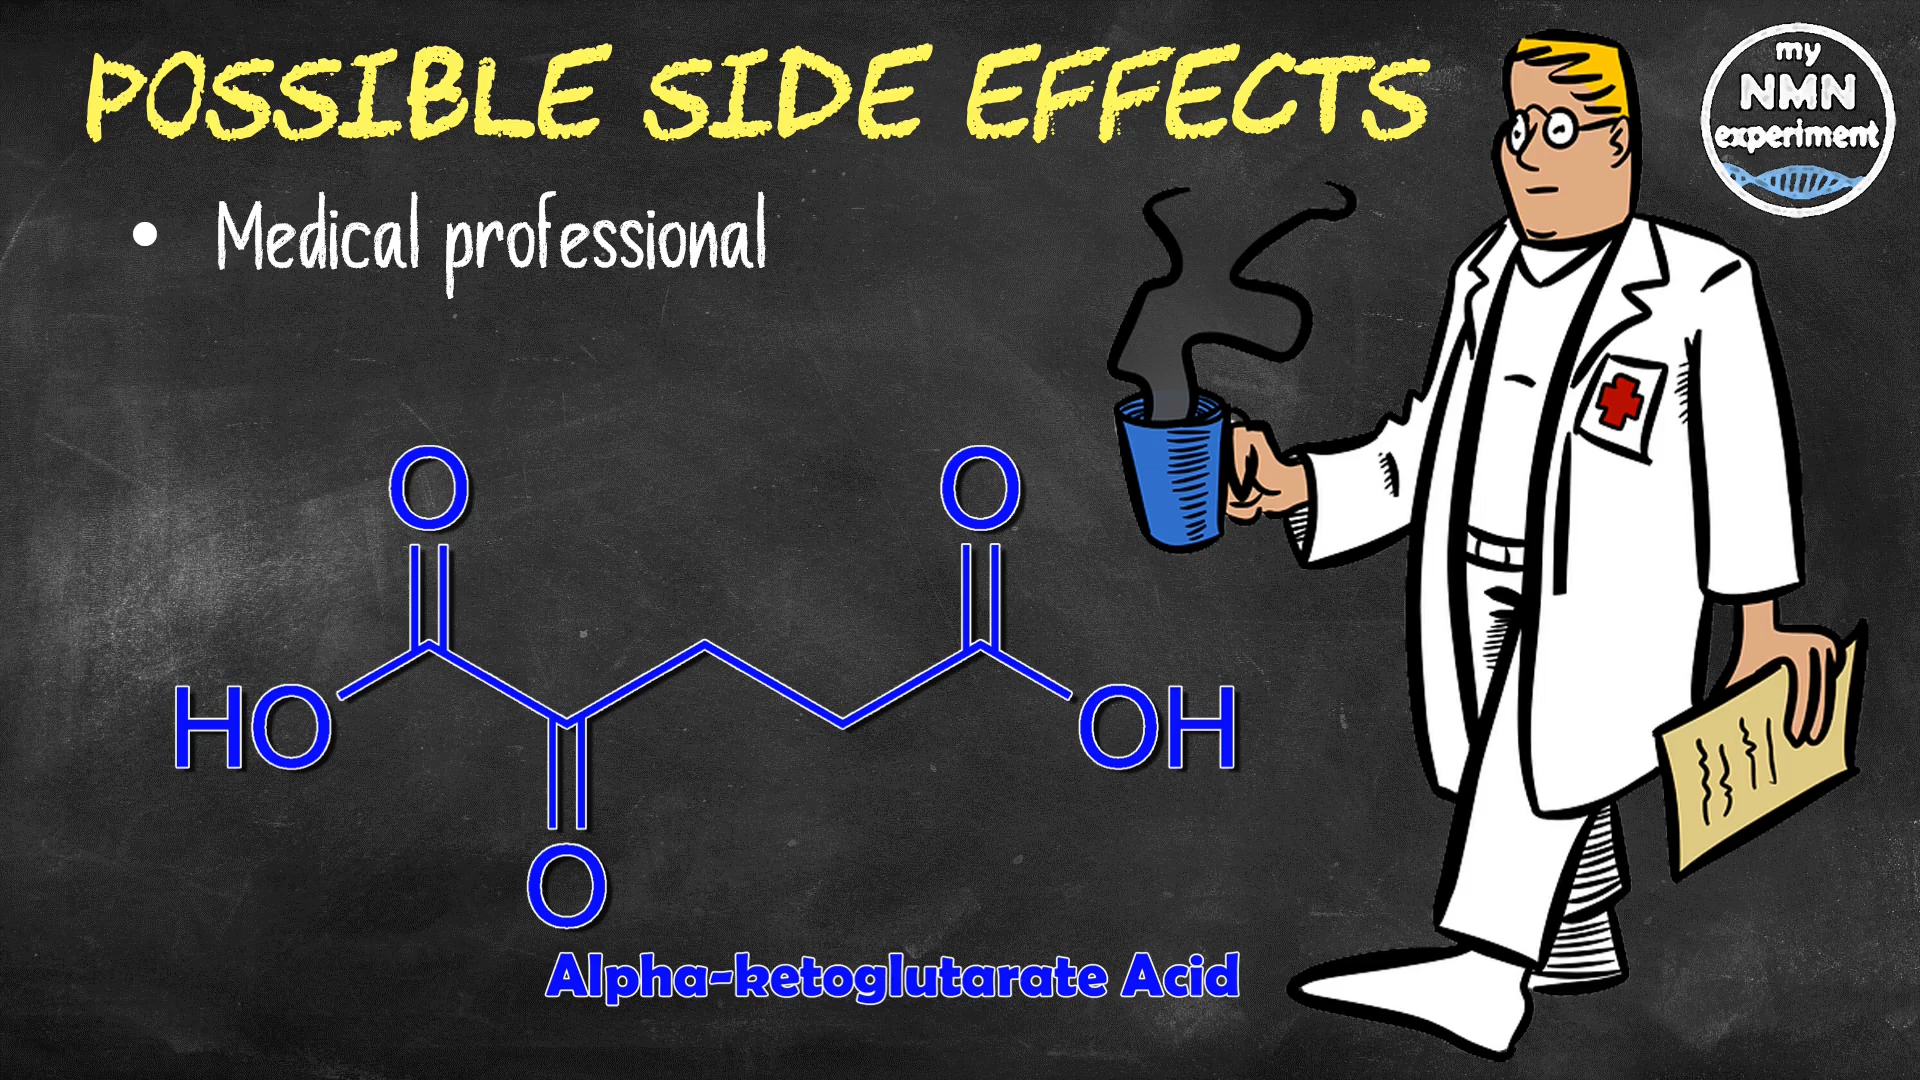 POSSIBLE SIDE EFFECTS
my
NMN
experiment
• Medical professional
O
O
HO
OH
O
Alpha-ketoglutarate Acid